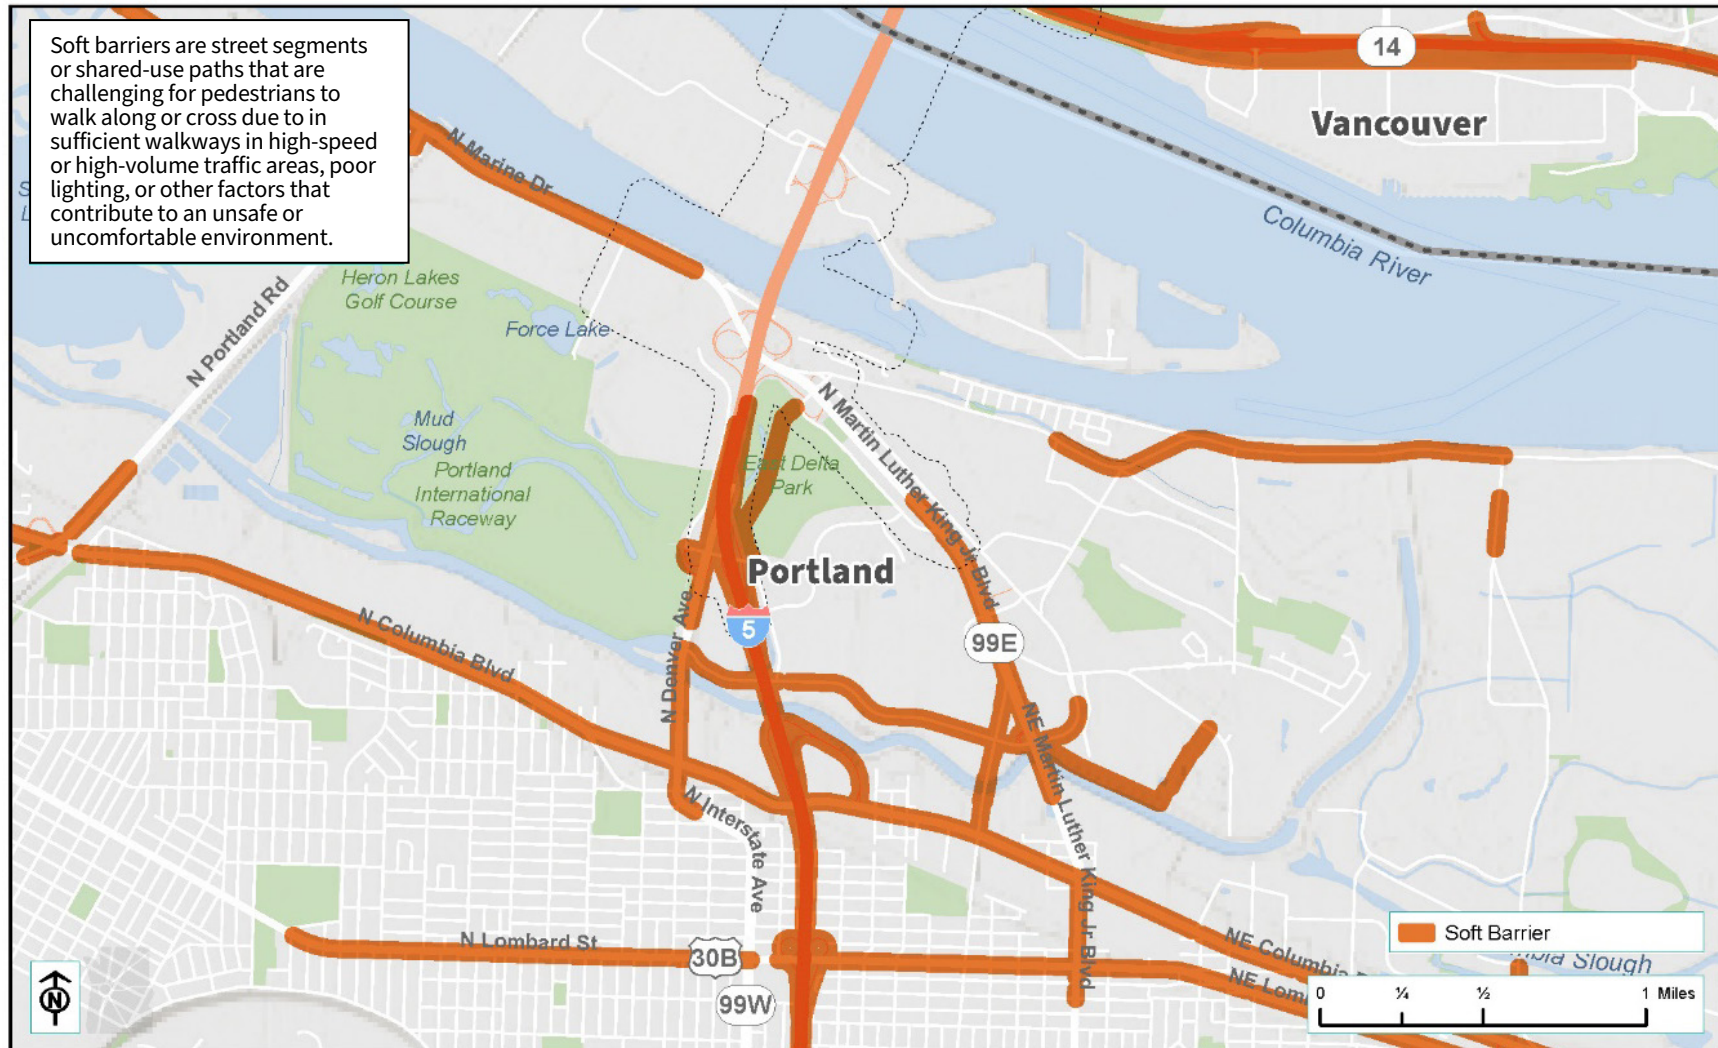 Soft barriers are street segments
or shared-use paths that are
challenging for pedestrians to
walk along or cross due to in
sufficient walkways in high-speed
or high-volume traffic areas, poor
lighting, or other factors that
contribute to an unsafe or
uncomfortable environment.
14
Vancouver
N Marine Dr
Columbia River
Heron Lakes
Golf Course
Force Lake
N Portland Rd
Mud
Slough
Portland
International
Raceway
N Martin Luther King Jr Blvd
East Delta
Park
Portland
5
99E
N Columbia Blvd
N Denver Ave
NE Martin Luther King Jr Blvd
N Interstate Ave
N Lombard St
30B
99W
NE Columbia
Slough
NE
Soft Barrier
N
0 ¼ ½ 1 Miles